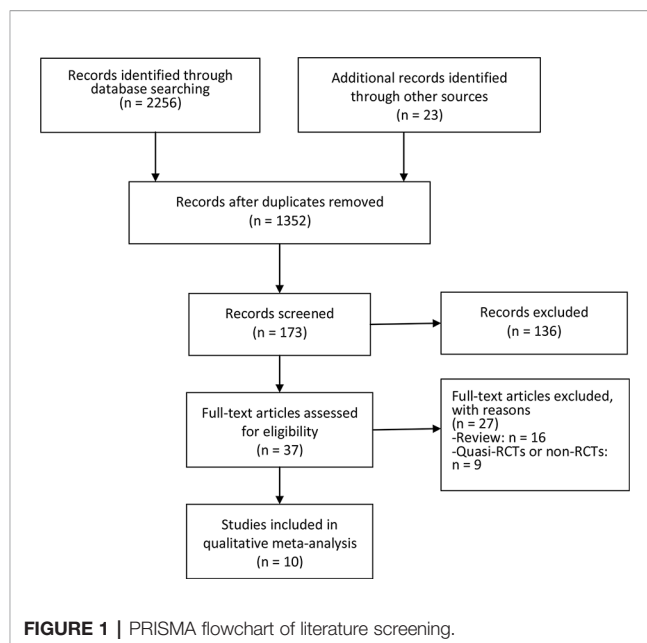 Records identified through
database searching
(n = 2256)
Additional records identified
through other sources
(n = 23)
Records after duplicates removed
(n = 1352)
Records screened
(n = 173)
Records excluded
(n = 136)
Full-text articles assessed
for eligibility
(n = 37)
Full-text articles excluded,
with reasons
(n = 27)
-Review: n = 16
-Quasi-RCTs or non-RCTs:
n = 9
Studies included in
qualitative meta-analysis
(n = 10)
FIGURE 1 | PRISMA flowchart of literature screening.